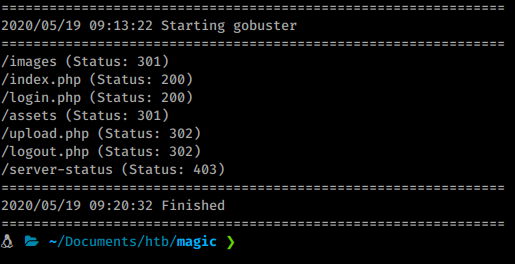 ===============================================================
2020/05/19 09:13:22 Starting gobuster
===============================================================
/images (Status: 301)
/index.php (Status: 200)
/login.php (Status: 200)
/assets (Status: 301)
/upload.php (Status: 302)
/logout.php (Status: 302)
/server-status (Status: 403)
===============================================================
2020/05/19 09:20:32 Finished
===============================================================
~/Documents/htb/magic ❯